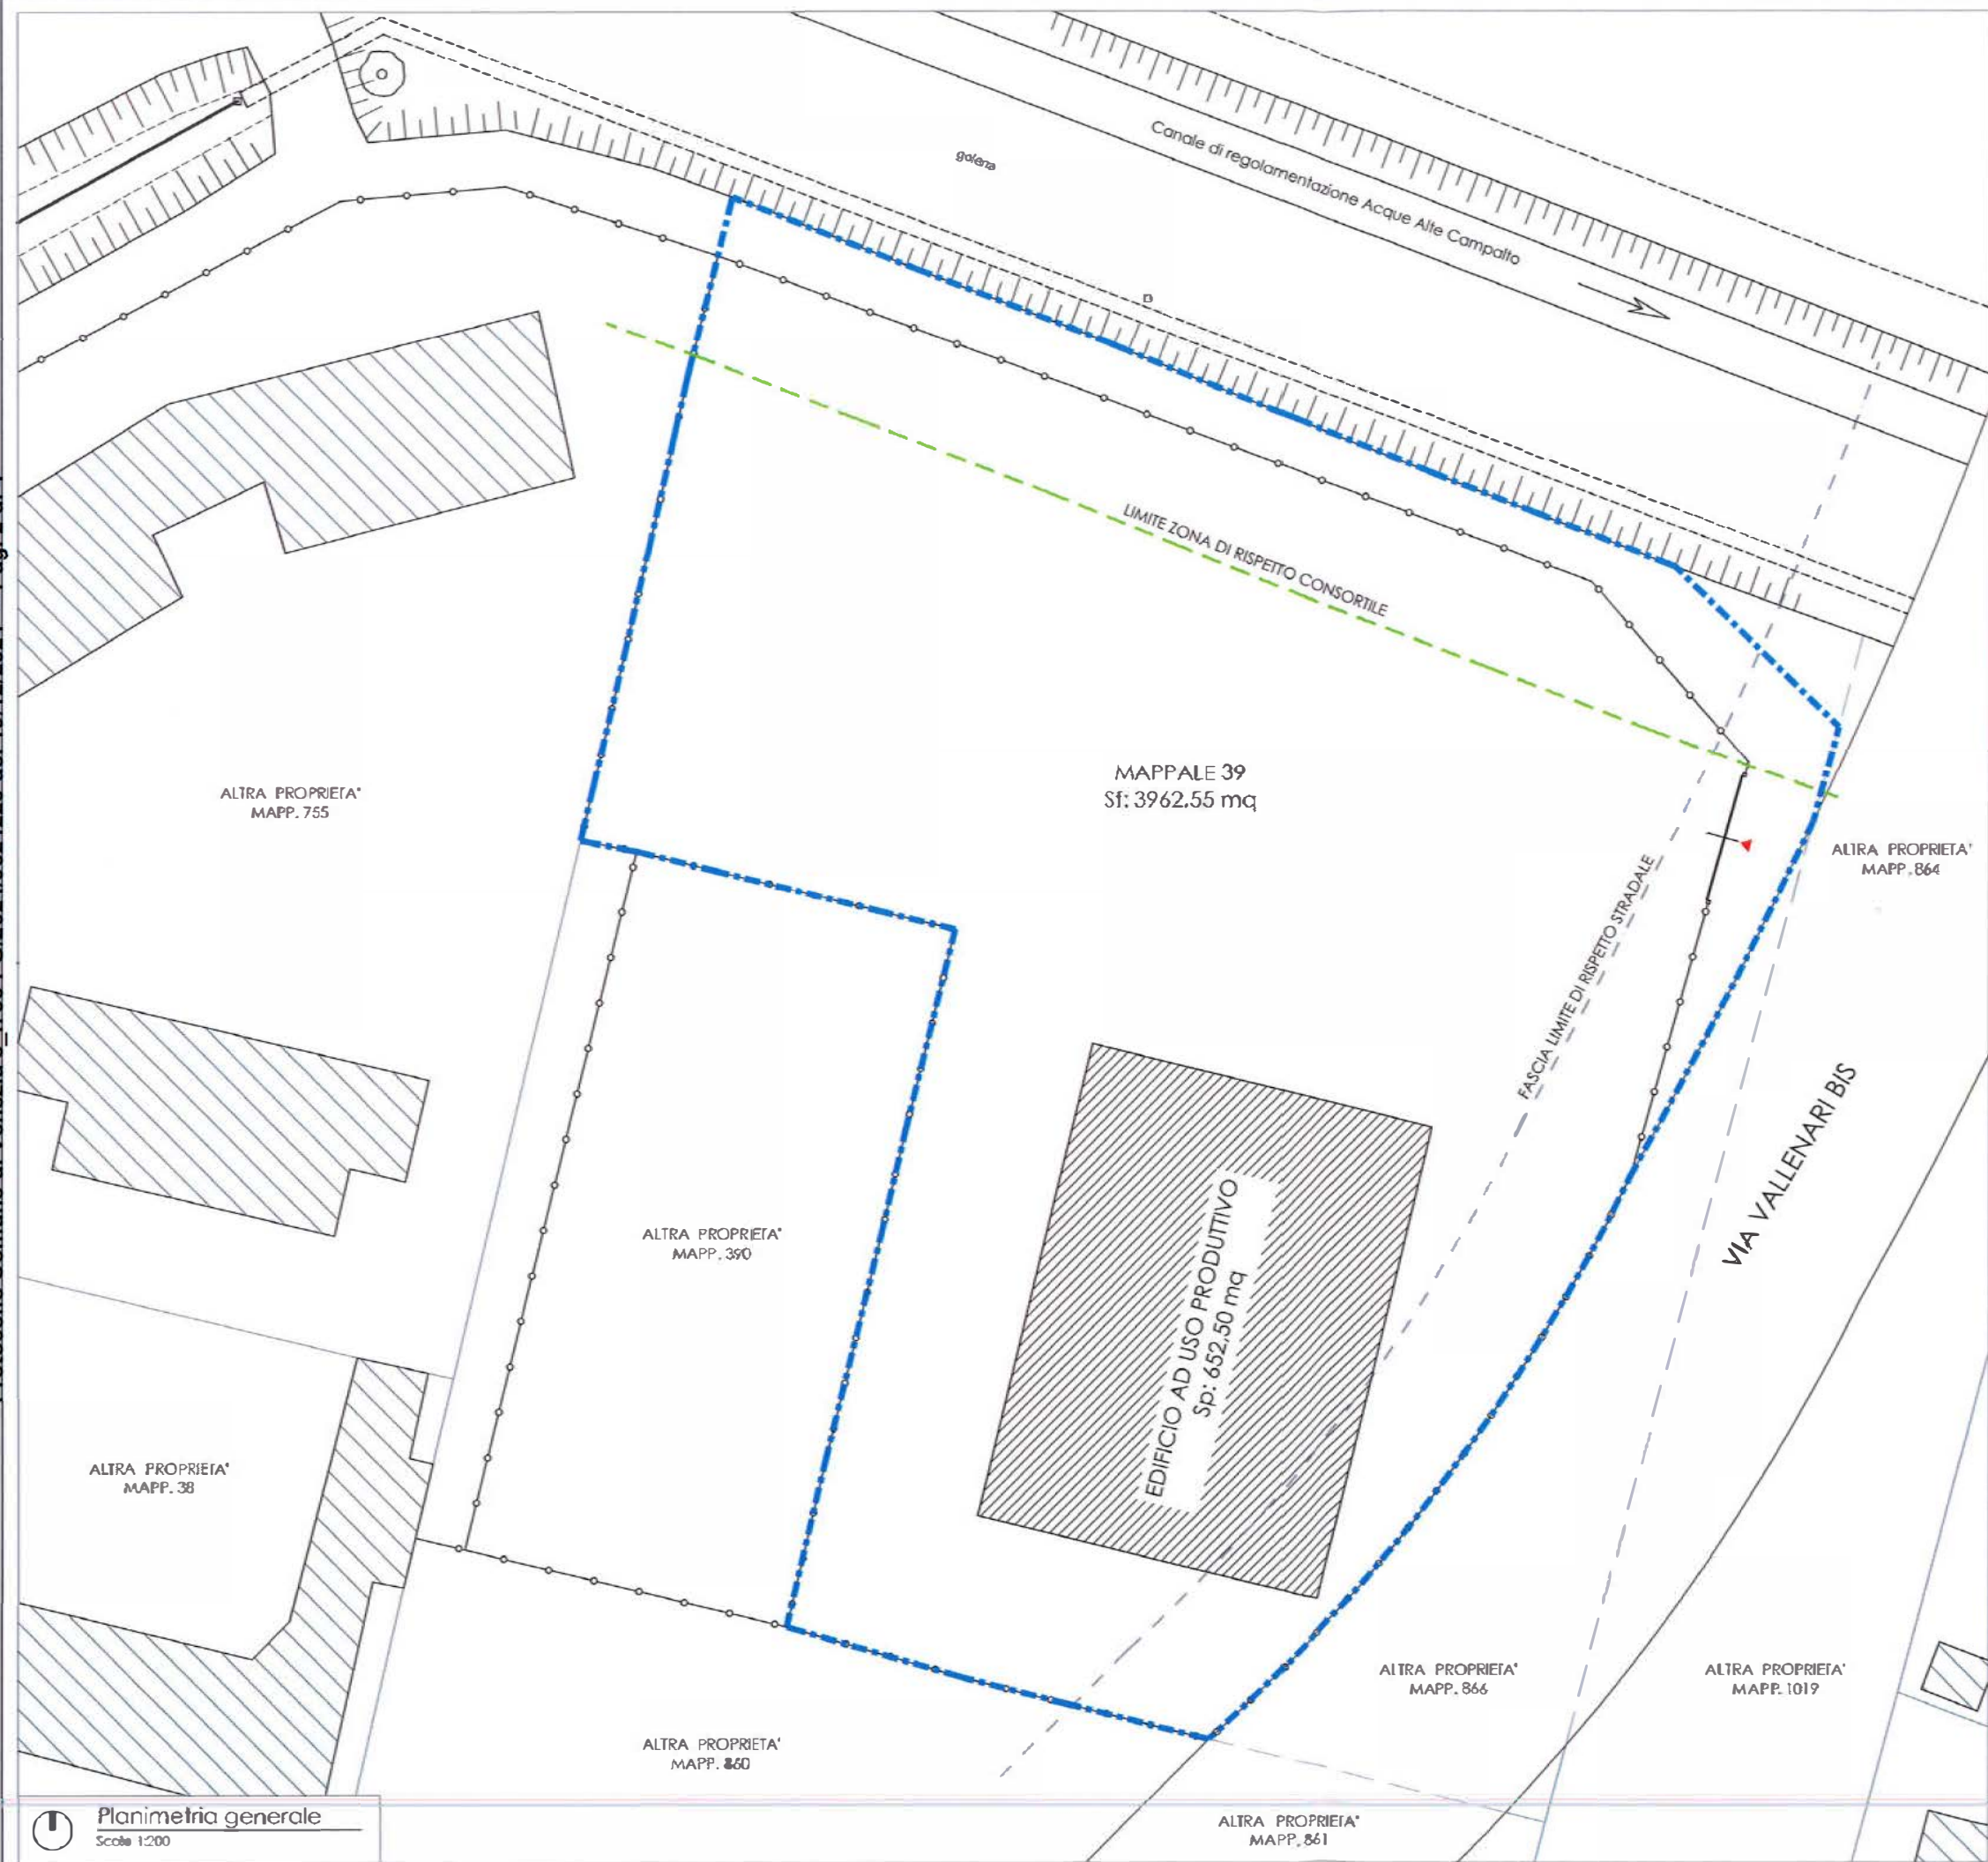 golena
Canale di regolamentazione Acque Alte Campalto
LIMITE ZONA DI RISPETTO CONSORTILE
MAPPALE 39
Sf: 3962.55 mq
ALTRA PROPRIETA'
MAPP. 755
ALTRA PROPRIETA'
MAPP. 864
FASCIA LIMITE DI RISPETTO STRADALE
VIA VALLENARI BIS
EDIFICIO AD USO PRODUTTIVO
Sp: 652.50 mq
ALTRA PROPRIETA'
MAPP. 390
ALTRA PROPRIETA'
MAPP. 38
ALTRA PROPRIETA'
MAPP. 866
ALTRA PROPRIETA'
MAPP. 1019
ALTRA PROPRIETA'
MAPP. 860
ALTRA PROPRIETA'
MAPP. 861
Planimetria generale
Scala 1:200